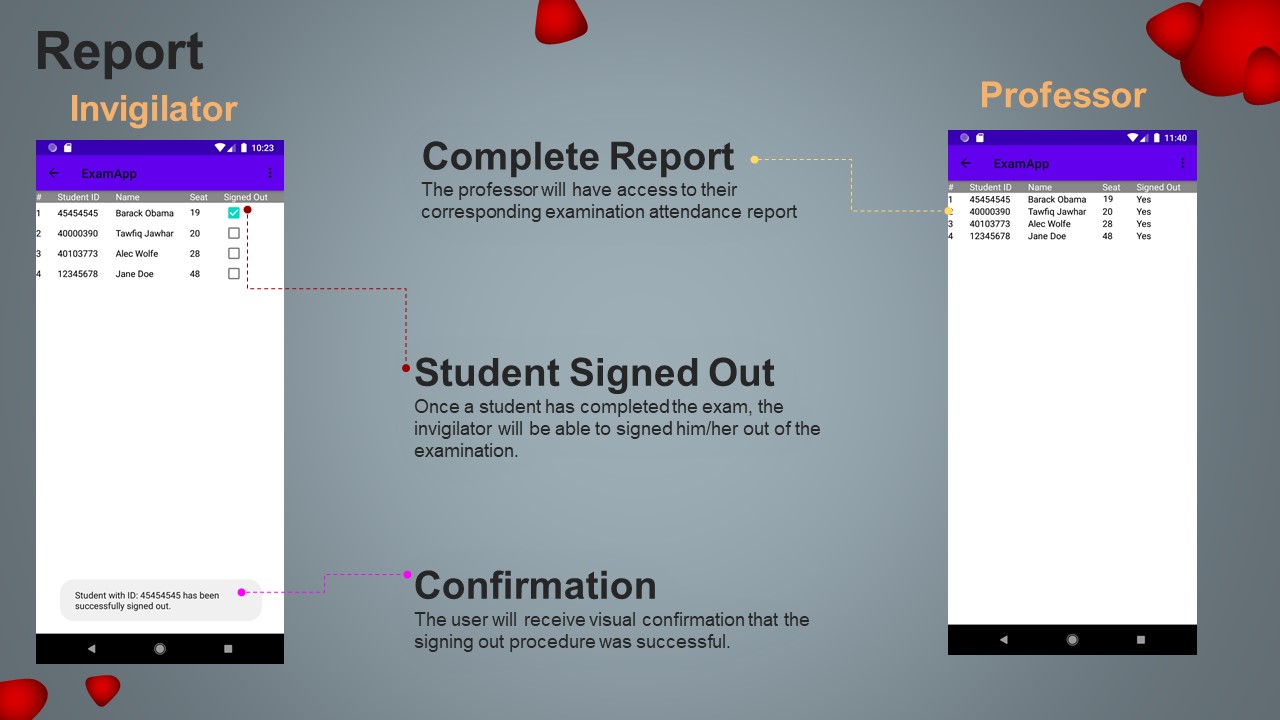 Report
Invigilator
10:23
ExamApp
# Student ID Name Seat Signed Out
1 45454545 Barack Obama 19
2 40000390 Tawfiq Jawhar 20
3 40103773 Alec Wolfe 28
4 12345678 Jane Doe 48
Student with ID: 45454545 has been
successfully signed out.
Complete Report
The professor will have access to their
corresponding examination attendance report
Student Signed Out
Once a student has completed the exam, the
invigilator will be able to signed him/her out of the
examination.
Confirmation
The user will receive visual confirmation that the
signing out procedure was successful.
Professor
11:40
ExamApp
# Student ID Name Seat Signed Out
1 45454545 Barack Obama 19 Yes
2 40000390 Tawfiq Jawhar 20 Yes
3 40103773 Alec Wolfe 28 Yes
4 12345678 Jane Doe 48 Yes